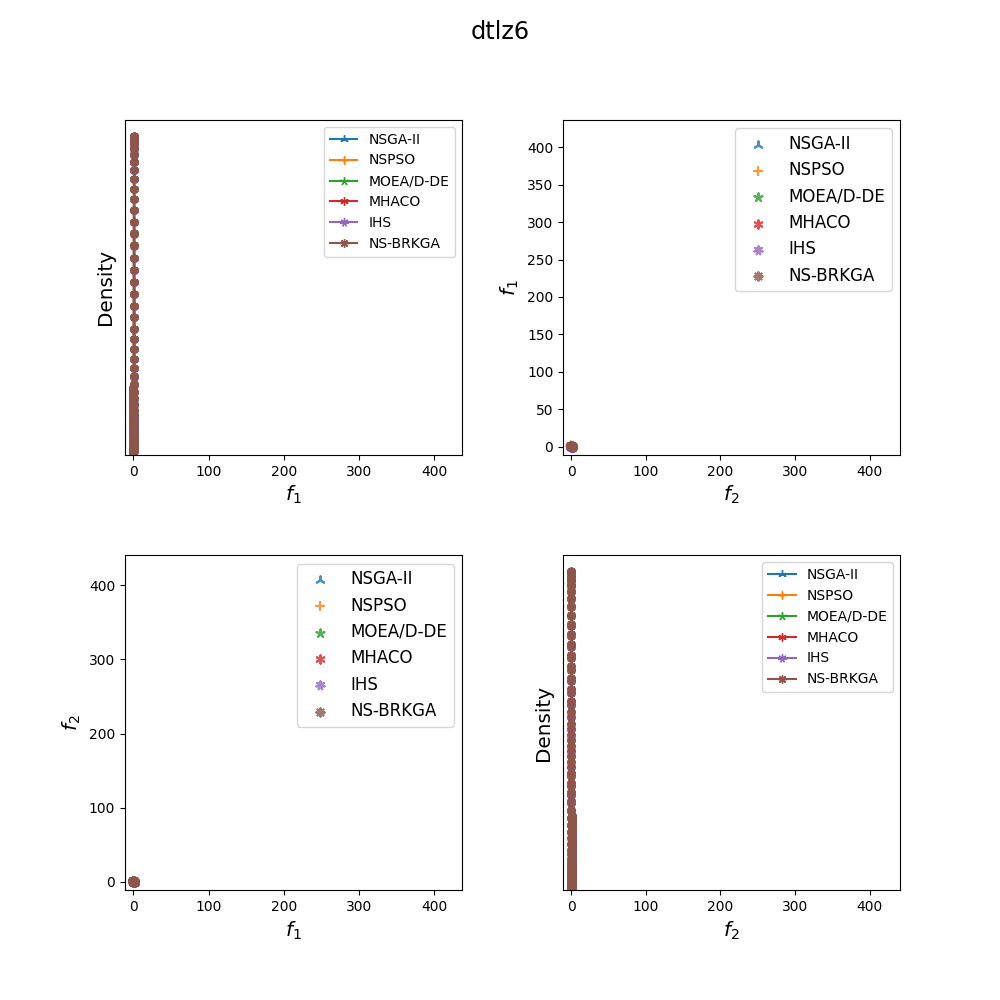 dtlz6
Density
NSGA-II
NSPSO
MOEA/D-DE
MHACO
IHS
NS-BRKGA
0 100 200 300 400
f1
f1
400
350
300
250
200
150
100
50
0
NSGA-II
NSPSO
MOEA/D-DE
MHACO
IHS
NS-BRKGA
0 100 200 300 400
f2
f2
400
300
200
100
0
NSGA-II
NSPSO
MOEA/D-DE
MHACO
IHS
NS-BRKGA
0 100 200 300 400
f1
Density
NSGA-II
NSPSO
MOEA/D-DE
MHACO
IHS
NS-BRKGA
0 100 200 300 400
f2